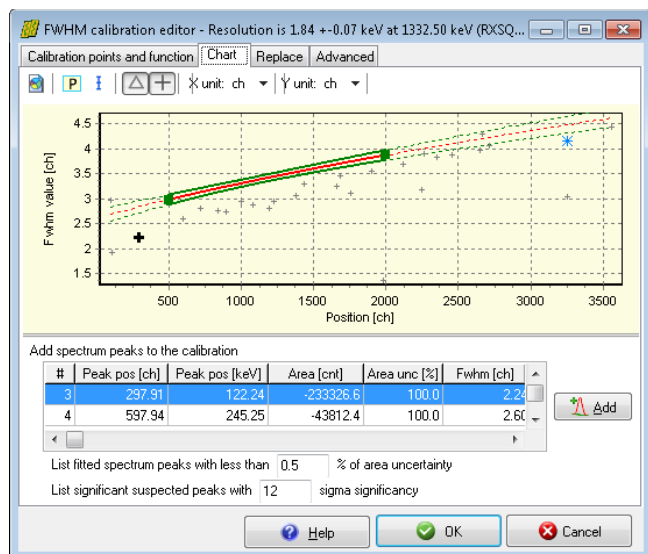 FWHM calibration editor - Resolution is 1.84 +-0.07 keV at 1332.50 keV (RXSQ...
Calibration points and function Chart Replace Advanced
P X unit: ch Y unit: ch
4.5
4
3.5
3
2.5
2
1.5
Fwhm value [ch]
500 1000 1500 2000 2500 3000 3500
Position [ch]
Add spectrum peaks to the calibration
# Peak pos [ch] Peak pos [keV] Area [cnt] Area unc [%] Fwhm [ch]
3 297.91 122.24 -233326.6 100.0 2.24
4 597.94 245.25 -43812.4 100.0 2.60
Add
List fitted spectrum peaks with less than 0.5 % of area uncertainty
List significant suspected peaks with 12 sigma significancy
Help OK Cancel